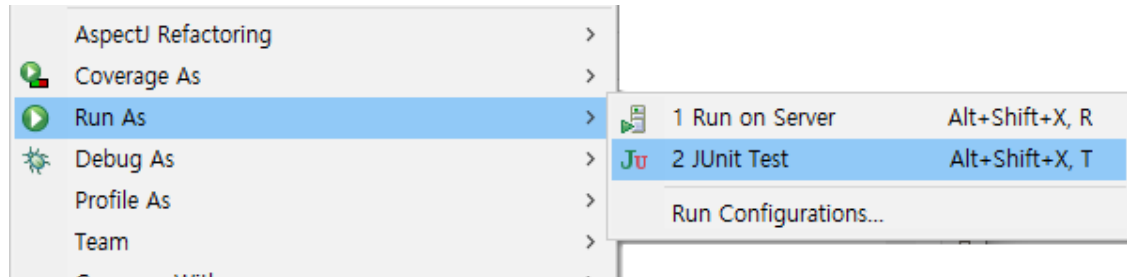 AspectJ Refactoring
Coverage As
Run As
1 Run on Server Alt+Shift+X, R
Debug As
JU 2 JUnit Test Alt+Shift+X, T
Profile As
Run Configurations...
Team